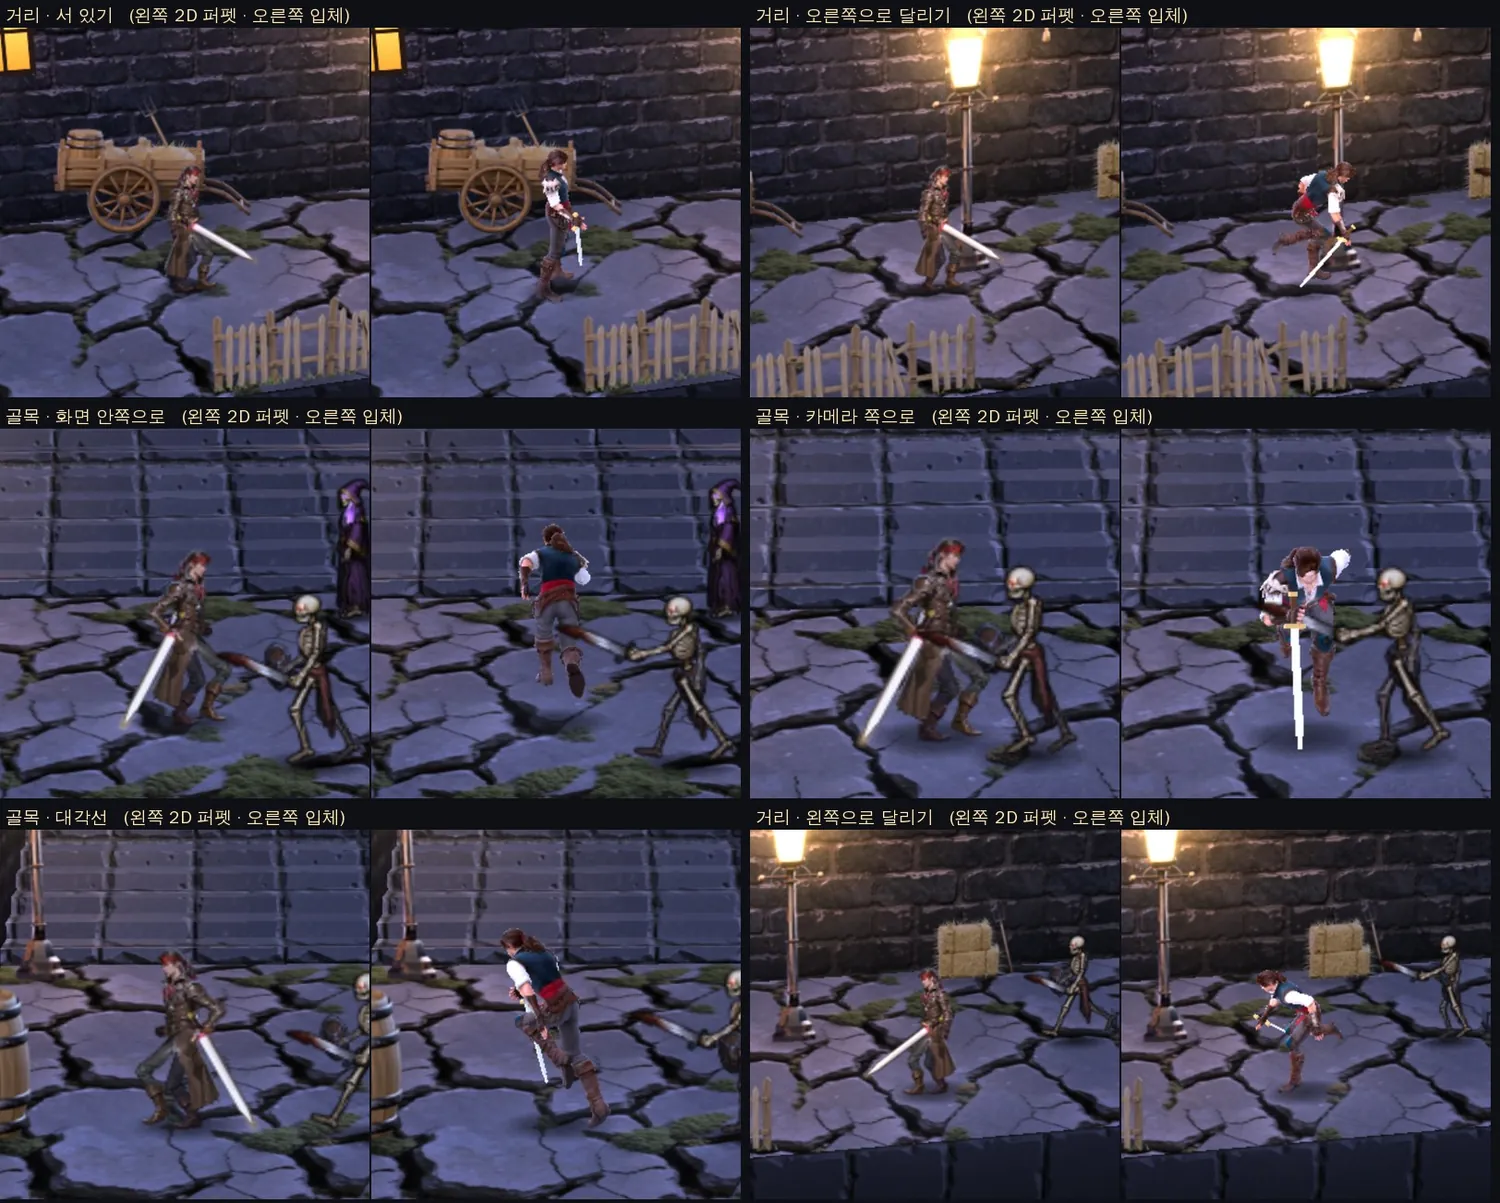 거리 · 서 있기 (왼쪽 2D 퍼펫 · 오른쪽 입체)
거리 · 오른쪽으로 달리기 (왼쪽 2D 퍼펫 · 오른쪽 입체)
골목 · 화면 안쪽으로 (왼쪽 2D 퍼펫 · 오른쪽 입체)
골목 · 카메라 쪽으로 (왼쪽 2D 퍼펫 · 오른쪽 입체)
골목 · 대각선 (왼쪽 2D 퍼펫 · 오른쪽 입체)
거리 · 왼쪽으로 달리기 (왼쪽 2D 퍼펫 · 오른쪽 입체)